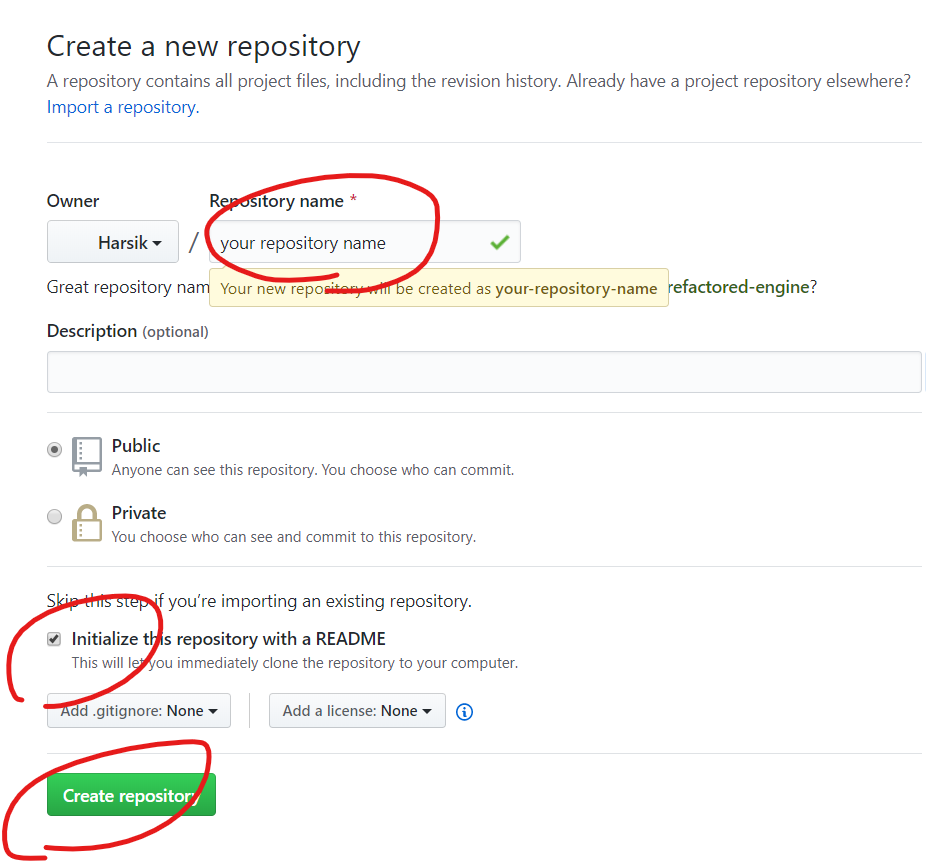 Create a new repository
A repository contains all project files, including the revision history. Already have a project repository elsewhere?
Import a repository.
Owner
Repository name *
Harsik
/
your repository name
Great repository nam
Your new repository will be created as your-repository-name
refactored-engine?
Description (optional)
Public
Anyone can see this repository. You choose who can commit.
Private
You choose who can see and commit to this repository.
Skip this step if you’re importing an existing repository.
Initialize this repository with a README
This will let you immediately clone the repository to your computer.
Add .gitignore: None
Add a license: None
Create repository